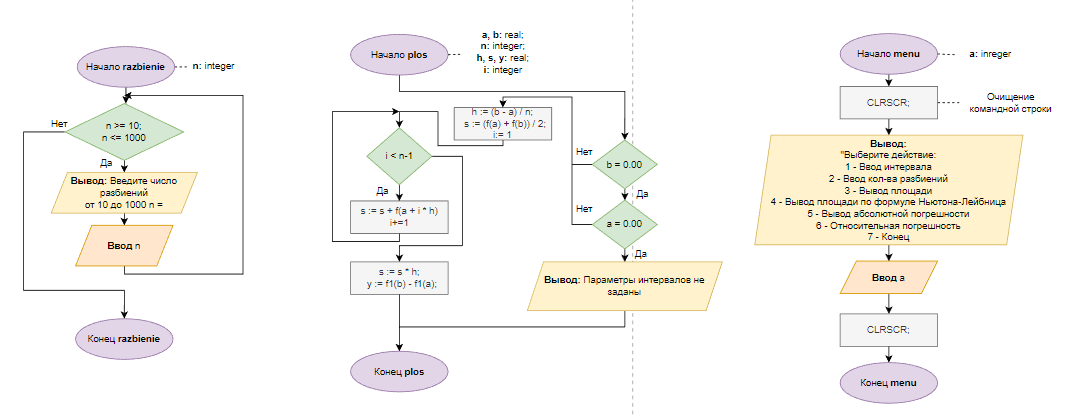 Начало razbienie
n: integer
n >= 10;
n <= 1000
Нет
Да
Вывод: Введите число
разбиений
от 10 до 1000 n =
Ввод n
Конец razbienie
Начало plos
a, b: real;
n: integer;
h, s, y: real;
i: integer
h := (b - a) / n;
s := (f(a) + f(b)) / 2;
i:= 1
i < n-1
Да
s := s + f(a + i * h)
i+=1
s := s * h;
y := f1(b) - f1(a);
Нет
b = 0.00
Да
Нет
a = 0.00
Да
Вывод: Параметры интервалов не
заданы
Конец plos
Начало menu
a: inreger
CLRSCR;
Очищение
командной строки
Вывод:
"Выберите действие:
1 - Ввод интервала
2 - Ввод кол-ва разбиений
3 - Вывод площади
4 - Вывод площади по формуле Ньютона-Лейбница
5 - Вывод абсолютной погрешности
6 - Относительная погрешность
7 - Конец
Ввод a
CLRSCR;
Конец menu